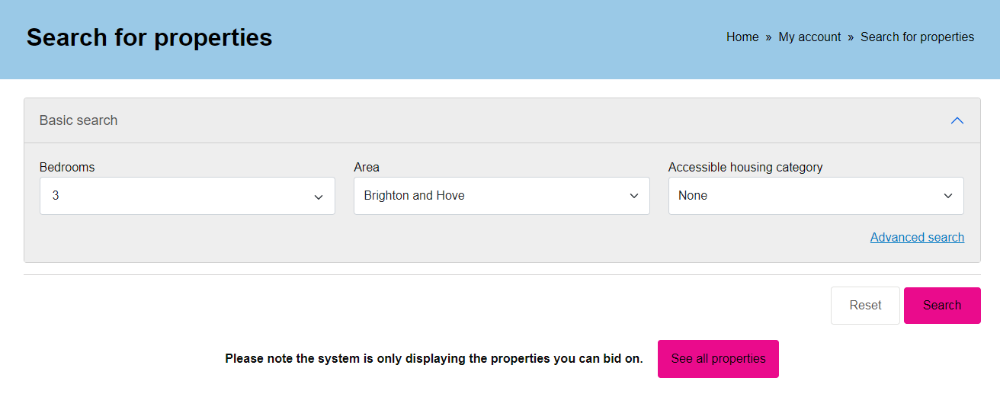 Search for properties
Home » My account » Search for properties
Basic search
Bedrooms
Area
Accessible housing category
3
Brighton and Hove
None
Advanced search
Reset
Search
Please note the system is only displaying the properties you can bid on.
See all properties